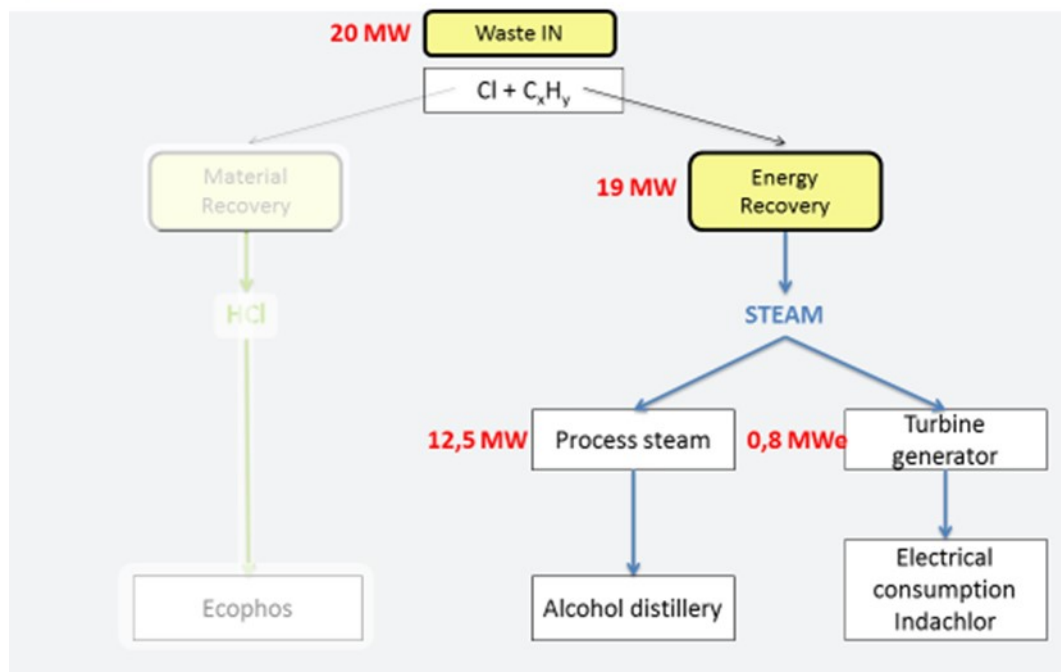 20 MW
Waste IN
Cl + CxHy
Material
Recovery
19 MW
Energy
Recovery
HCl
STEAM
12,5 MW
Process steam
0,8 MWe
Turbine
generator
Ecophos
Alcohol distillery
Electrical
consumption
Indachlor